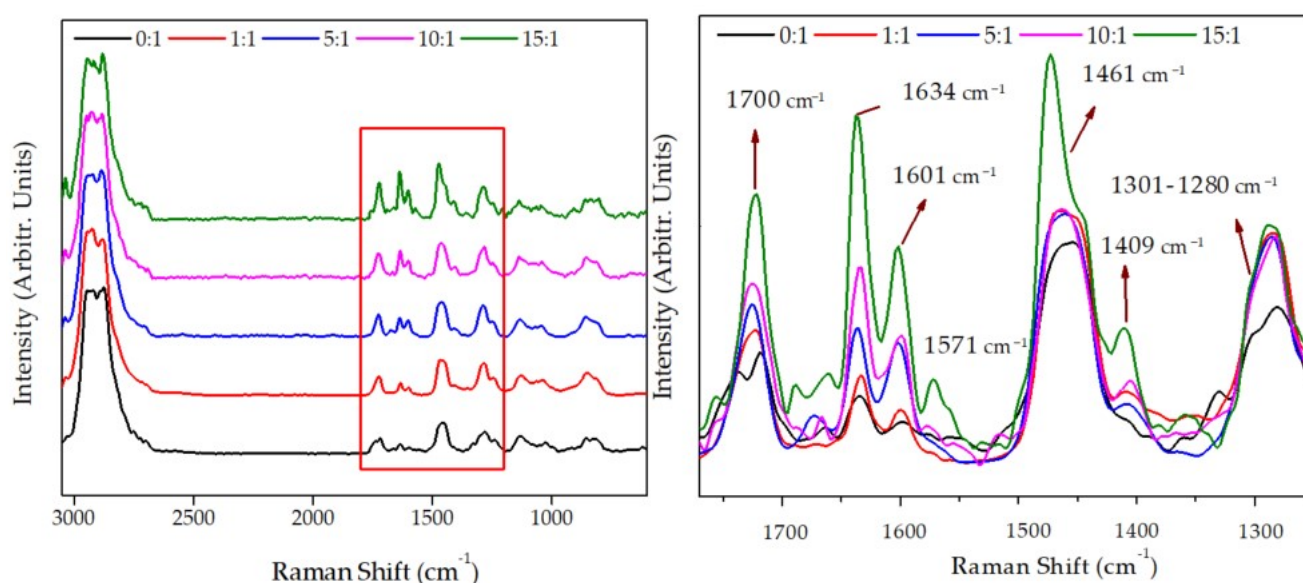 0:1 1:1 5:1 10:1 15:1
Intensity (Arbitr. Units)
3000 2500 2000 1500 1000
Raman Shift (cm⁻¹)
0:1 1:1 5:1 10:1 15:1
1700 cm⁻¹
1634 cm⁻¹
1461 cm⁻¹
1601 cm⁻¹
1301-1280 cm⁻¹
1409 cm⁻¹
1571 cm⁻¹
Intensity (Arbitr. Units)
1700 1600 1500 1400 1300
Raman Shift (cm⁻¹)